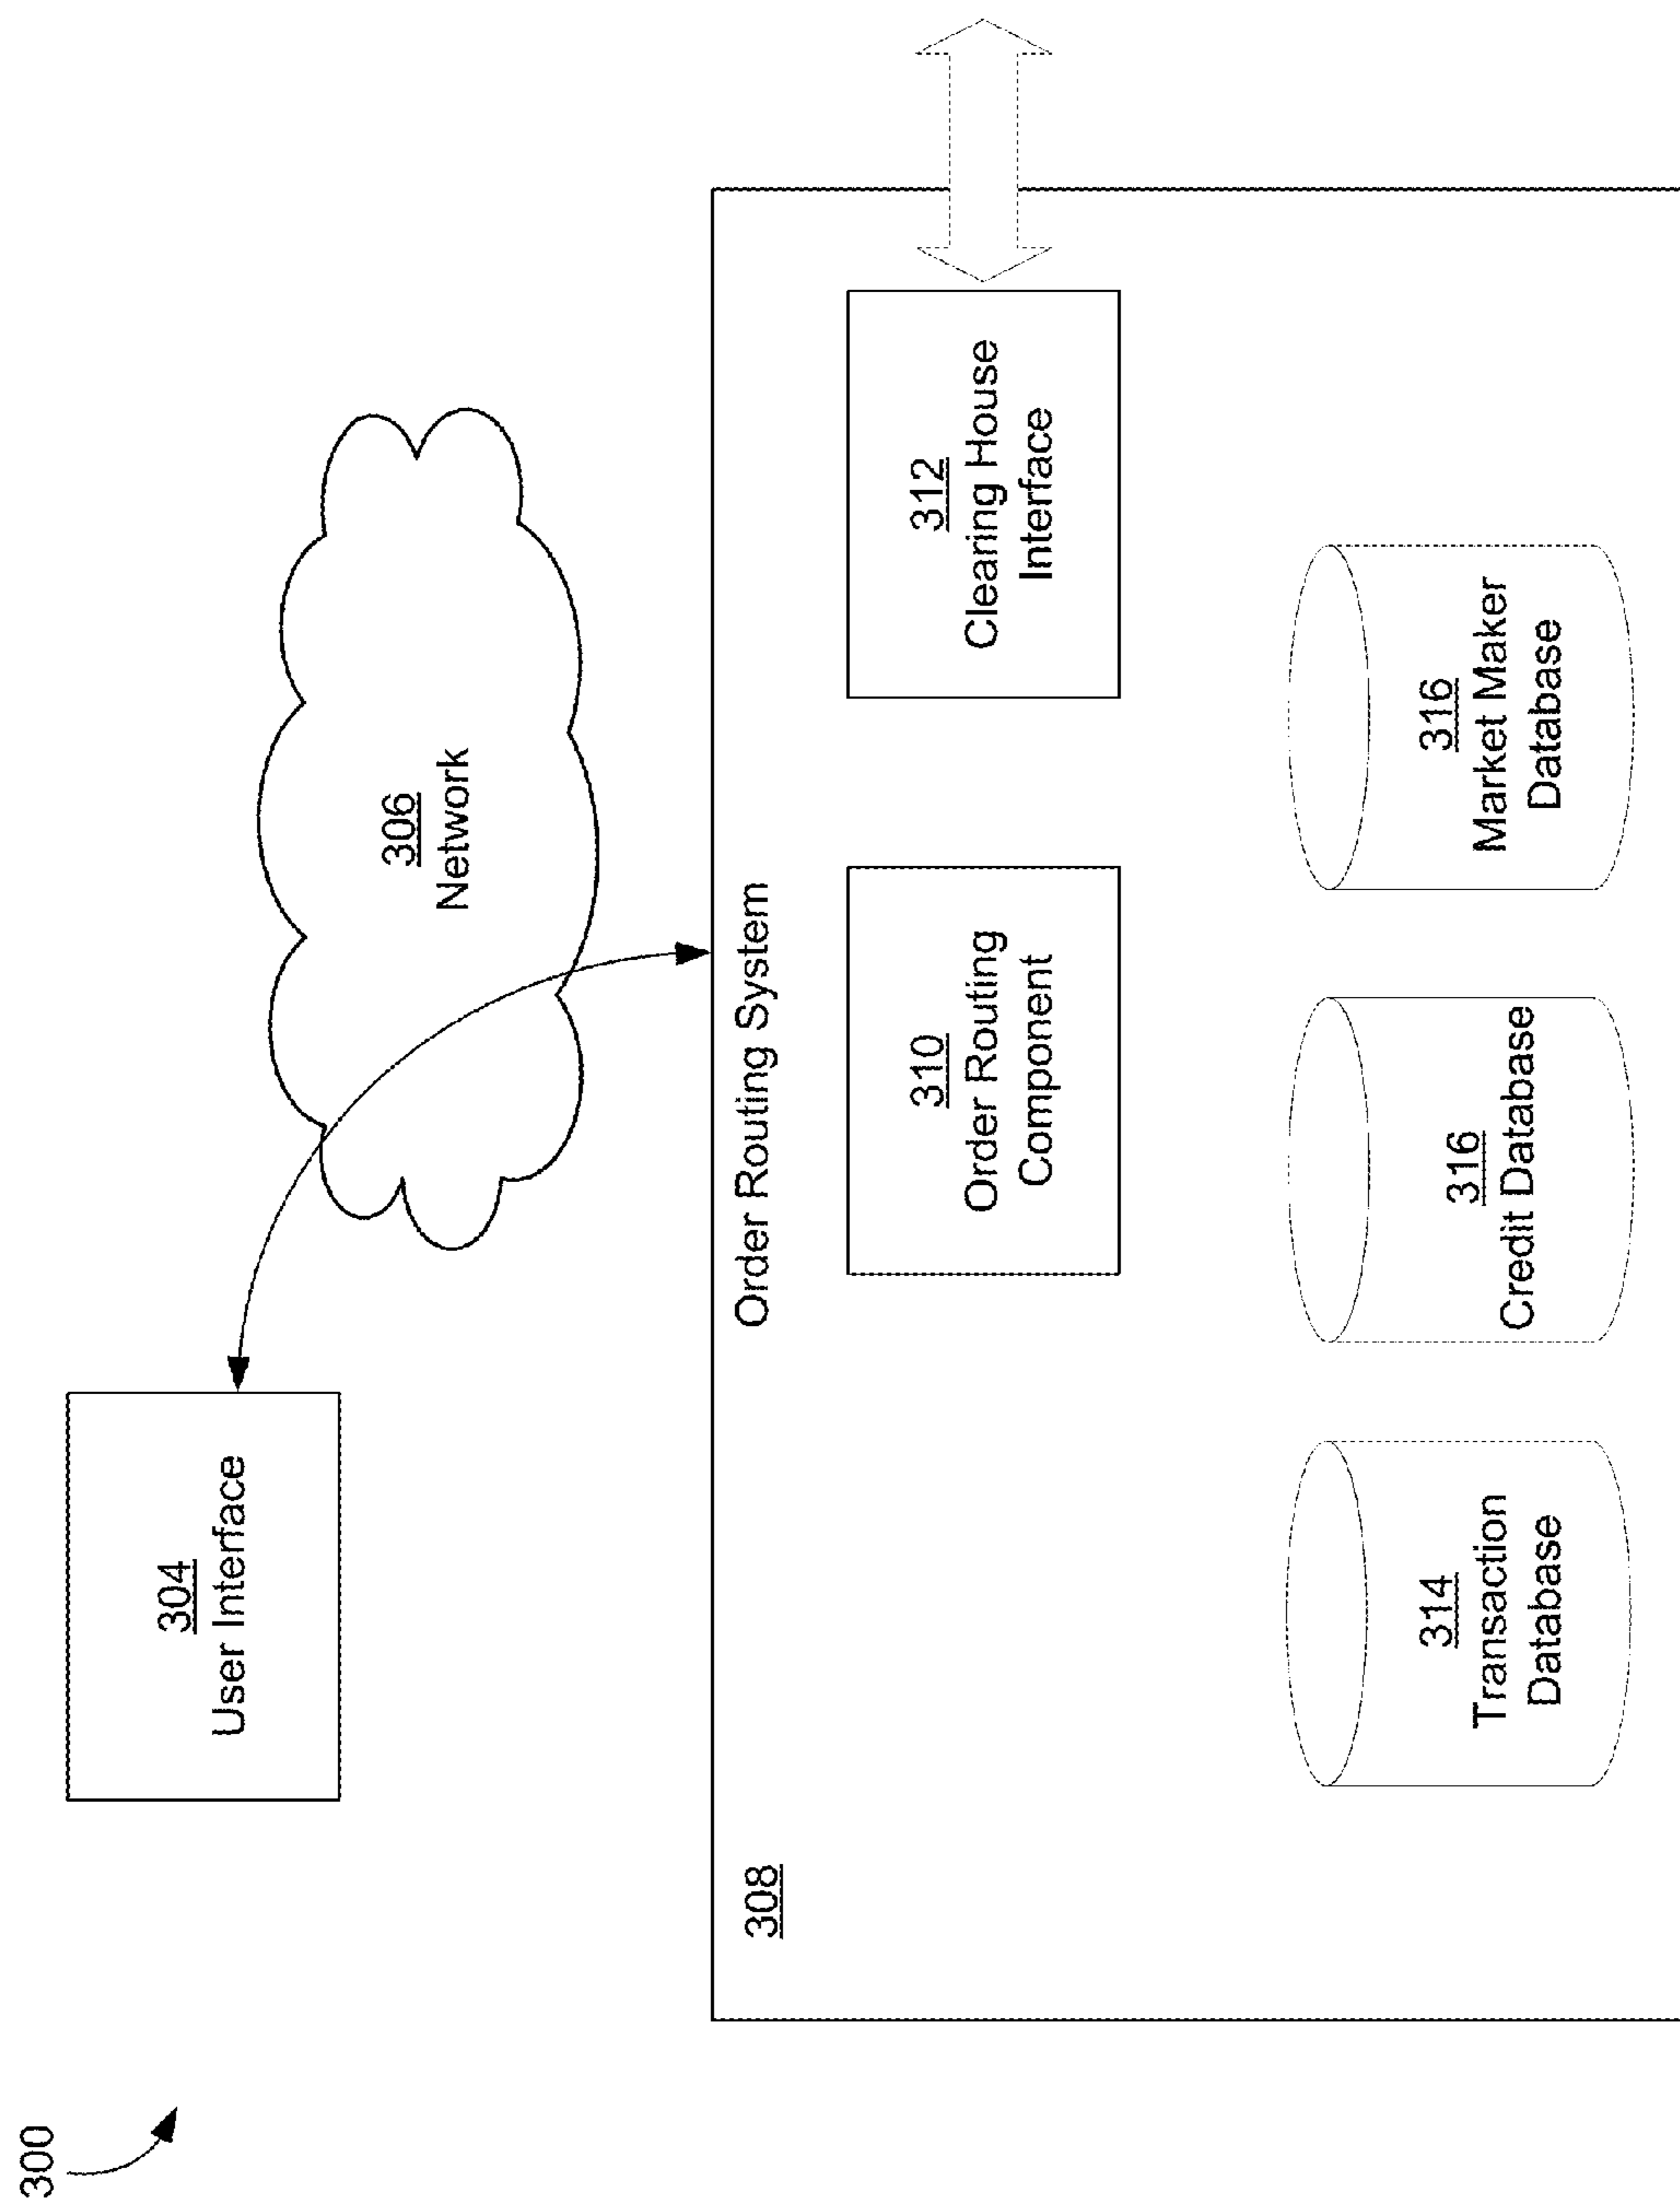 300
304
User Interface
306
Network
308
Order Routing System
310
Order Routing
Component
312
Clearing House
Interface
314
Transaction
Database
316
Credit Database
316
Market Maker
Database